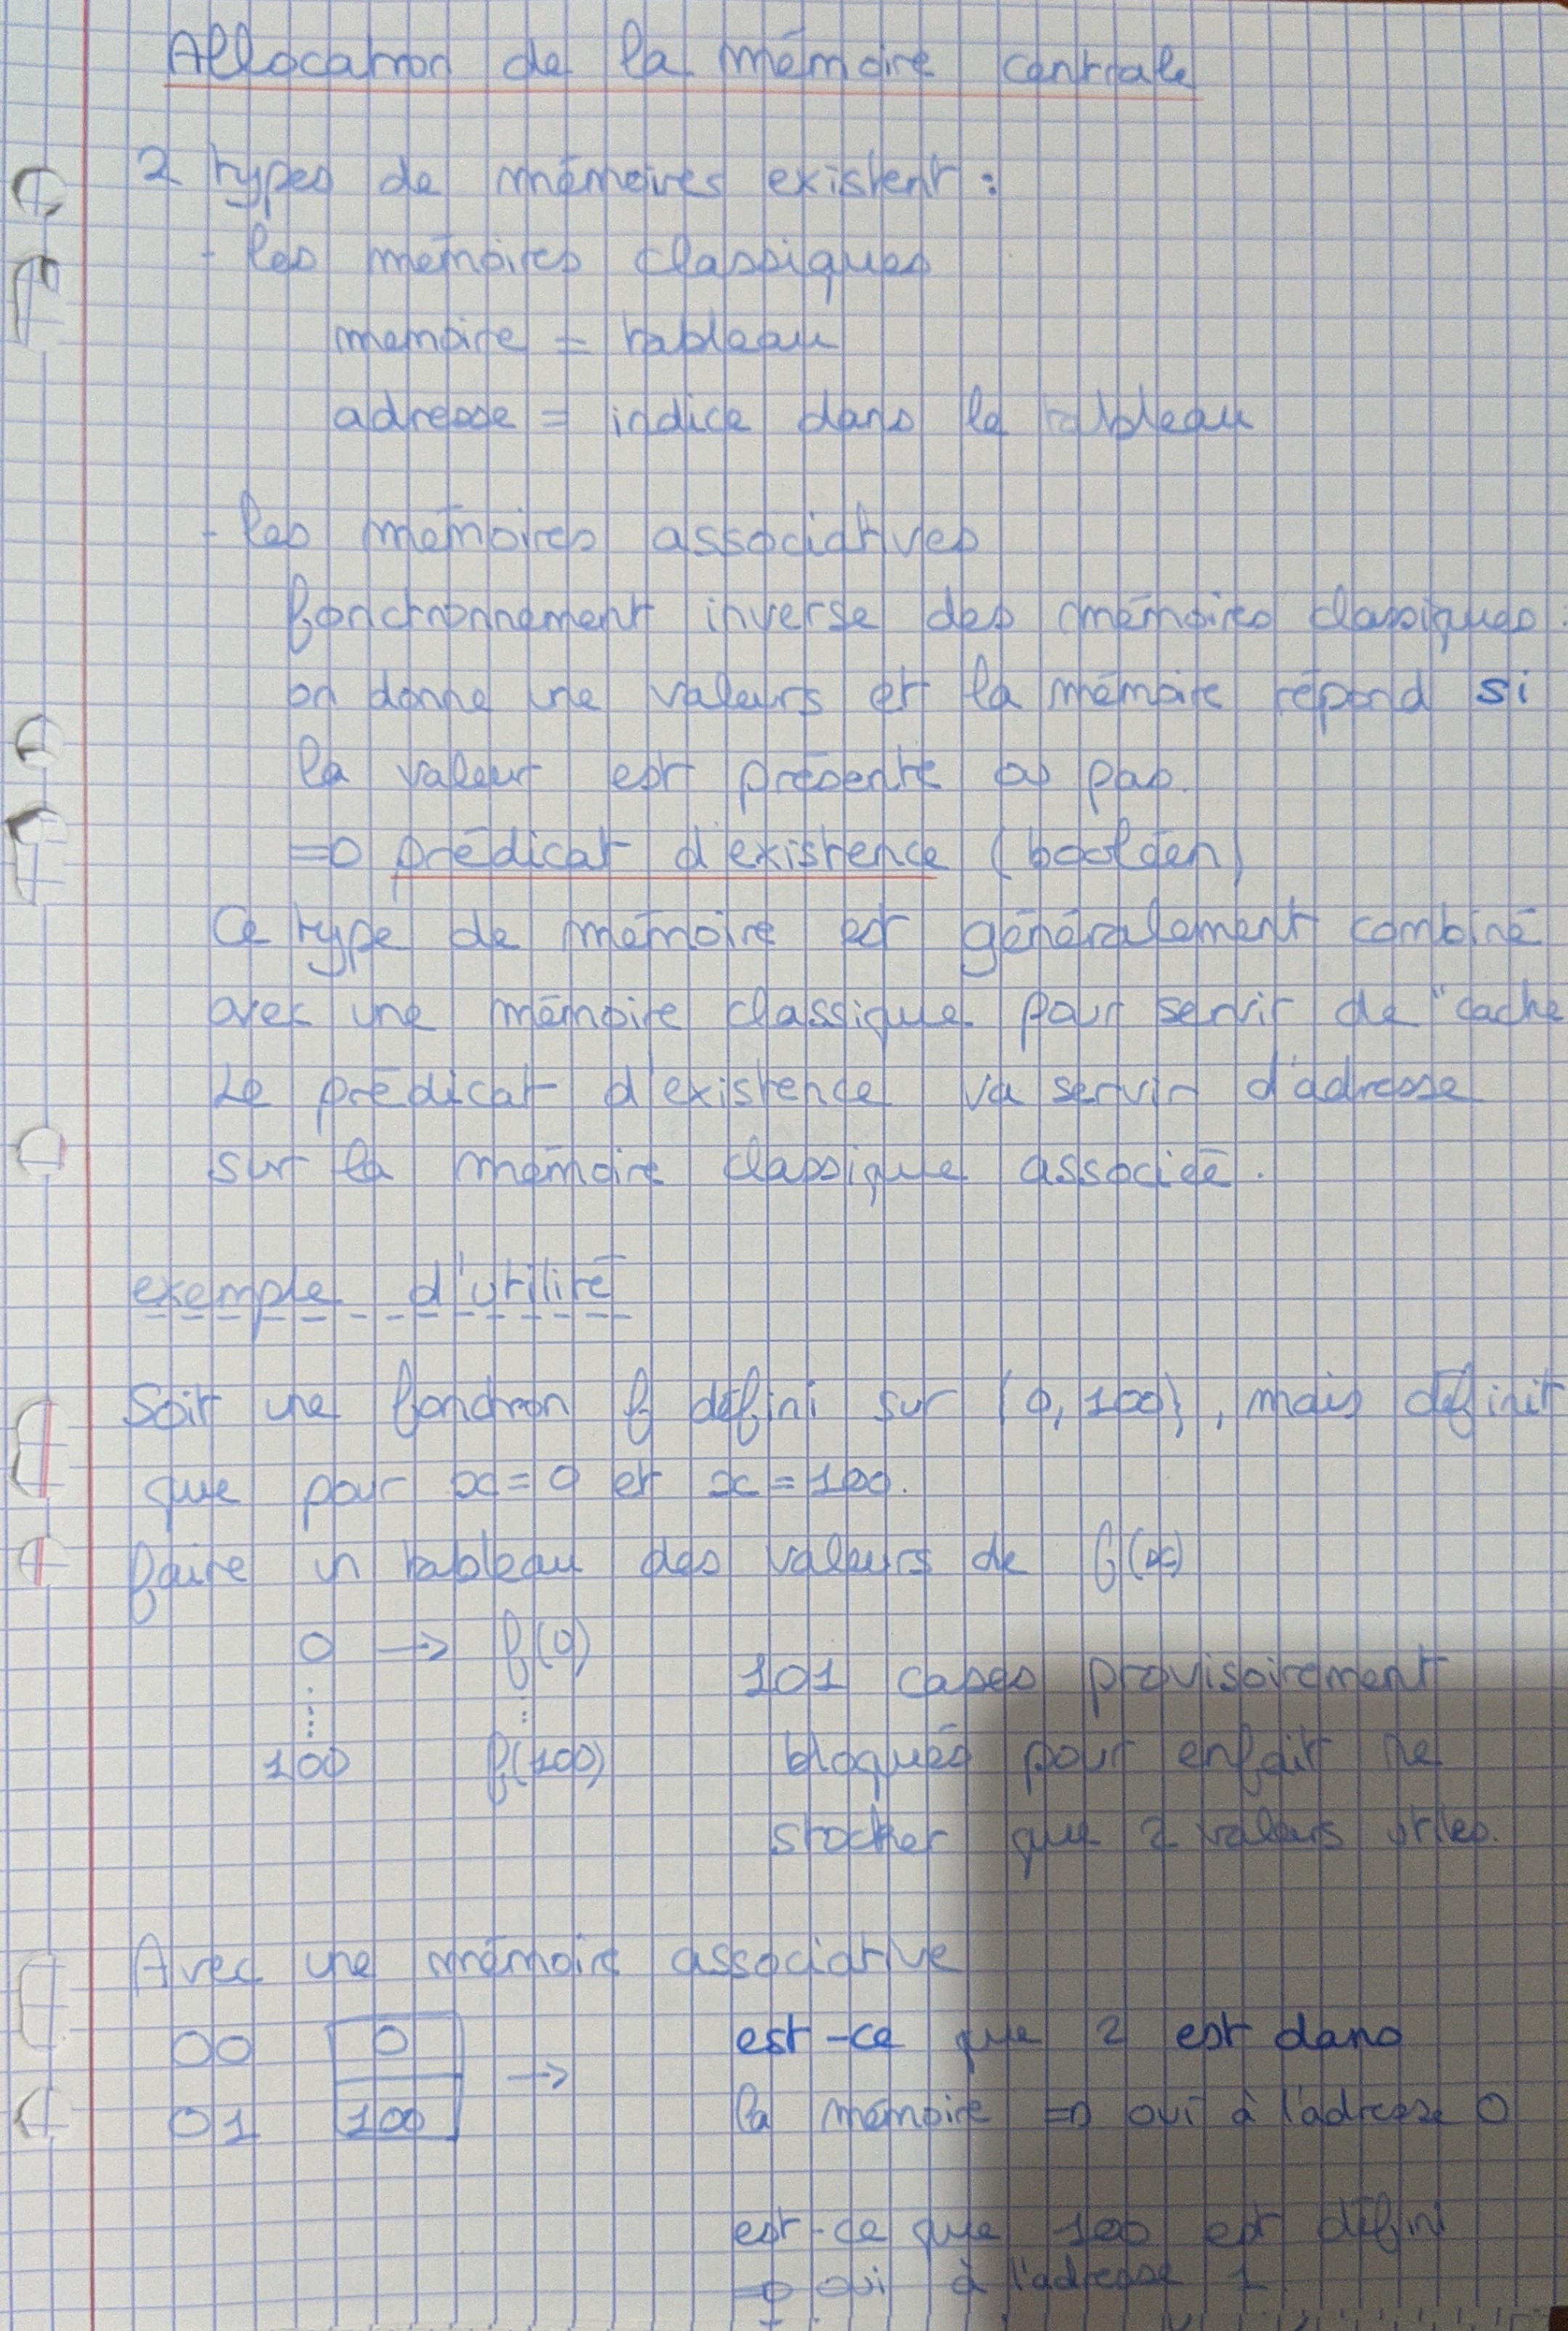 Allocation de la mémoire centrale
2 types de mémoires existent :
- les mémoires classiques
memoire = tableau
adresse = indice dans le tableau
- les mémoires associatives
fonctionnement inverse des mémoires classiques :
on donne une valeurs et la mémoire répond si
la valeur est présente ou pas.
=> prédicat d'existence (booléen)
Ce type de mémoire est généralement combiné
avec une mémoire classique pour servir de "cache
Le prédicat d'existence va servir d'adresse
sur la mémoire classique associée.
exemple d'utilité
Soit une fonction f défini sur {0,100}, mais définit
que pour x=0 et x=100.
faire un tableau des valeurs de f(x)
0 → f(0)
101 cases provisoirement
100 f(100) bloqués pour enfait ne
stocker que 2 valeurs utiles.
Avec une mémoire associative
00 0 → est-ce que 2 est dans
01 100 la mémoire => oui à l'adresse 0
est-ce que 100 est défini
=> oui à l'adresse 1.